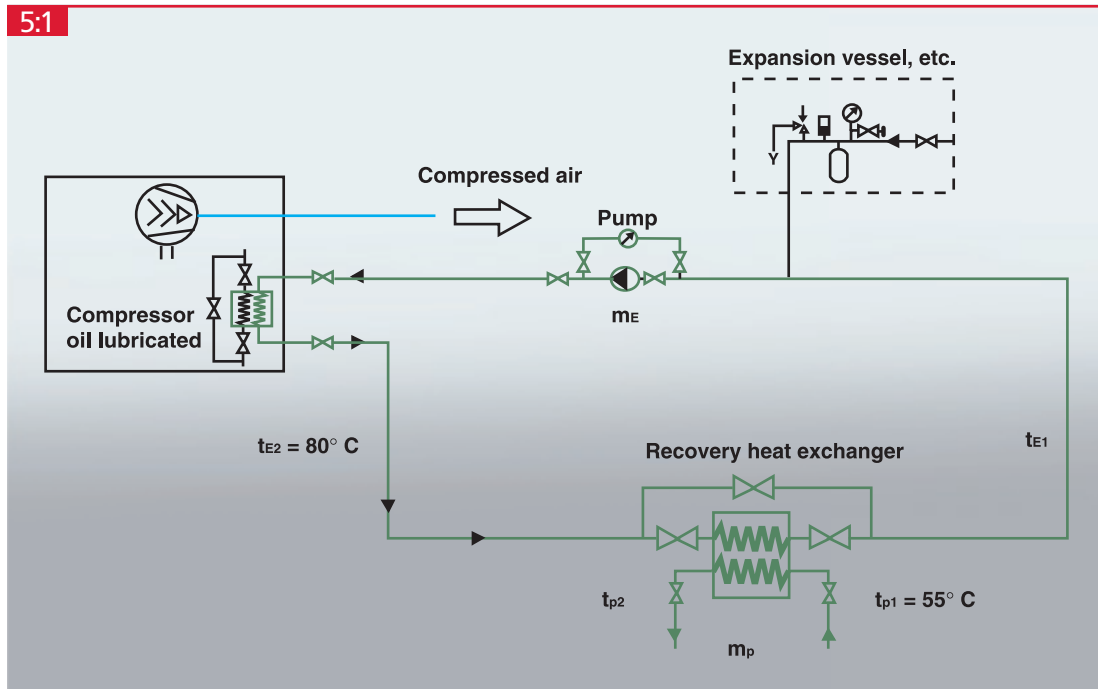 5:1
Expansion vessel, etc.
Y
Compressed air
Pump
mE
Compressor
oil lubricated
tE2 = 80° C
tE1
Recovery heat exchanger
tp2
tp1 = 55° C
mp